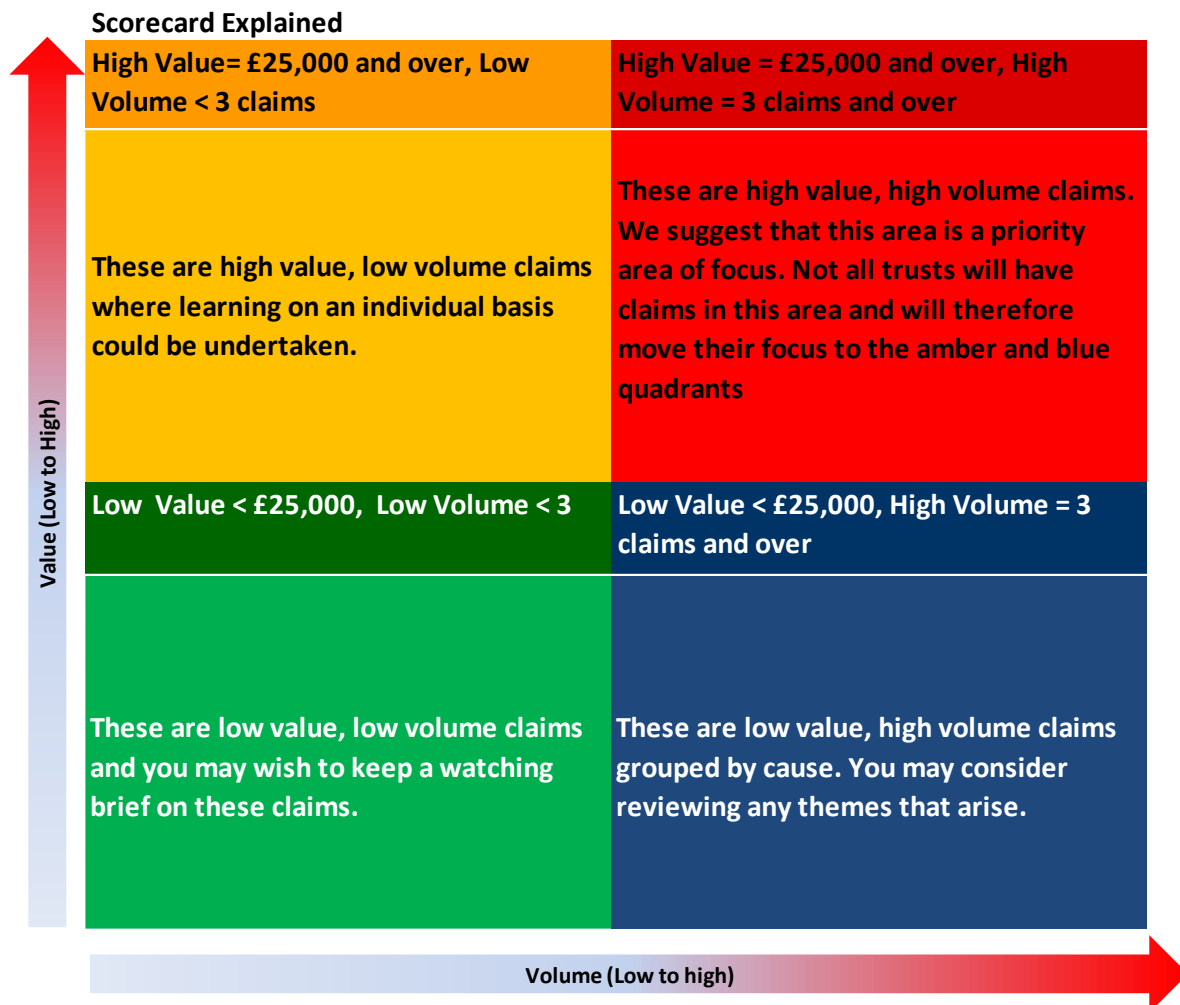 Scorecard Explained
High Value= £25,000 and over, Low
Volume < 3 claims
High Value = £25,000 and over, High
Volume = 3 claims and over
These are high value, low volume claims
where learning on an individual basis
could be undertaken.
These are high value, high volume claims.
We suggest that this area is a priority
area of focus. Not all trusts will have
claims in this area and will therefore
move their focus to the amber and blue
quadrants
Value (Low to High)
Low  Value < £25,000,  Low Volume < 3
Low Value < £25,000, High Volume = 3
claims and over
These are low value, low volume claims
and you may wish to keep a watching
brief on these claims.
These are low value, high volume claims
grouped by cause. You may consider
reviewing any themes that arise.
Volume (Low to high)